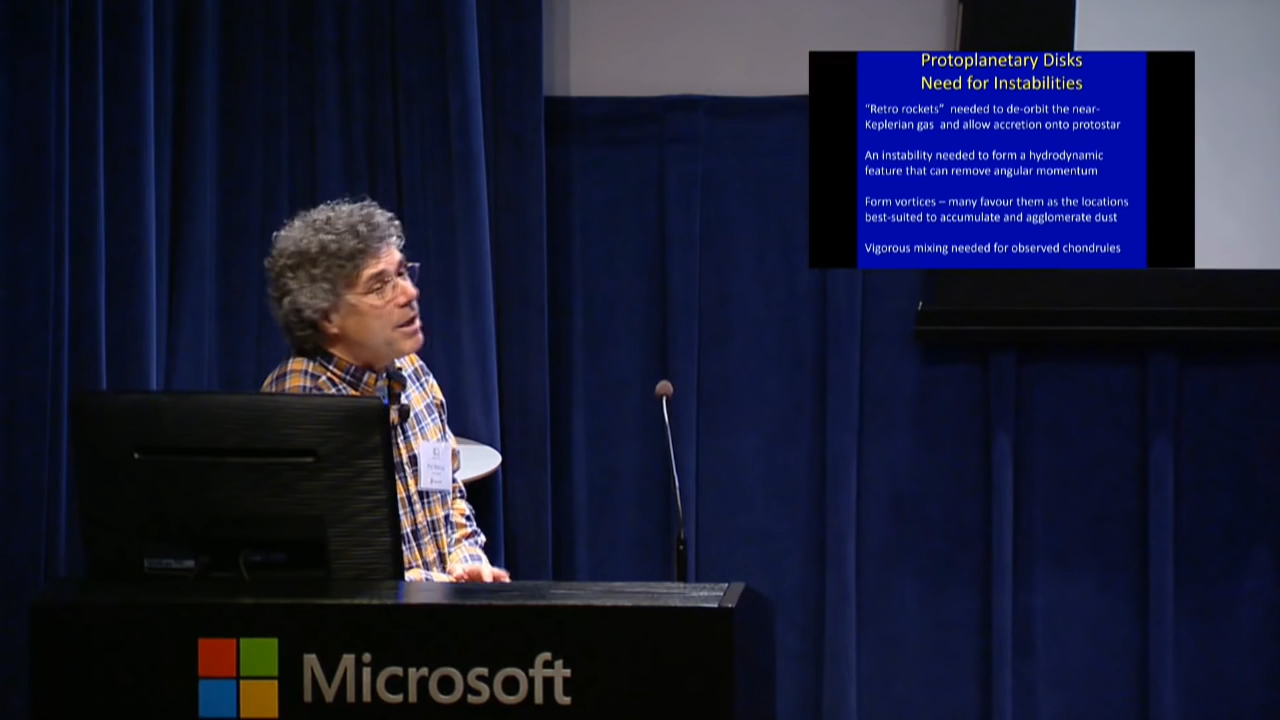 Protoplanetary Disks
Need for Instabilities
“Retro rockets” needed to de-orbit the near-
Keplerian gas and allow accretion onto protostar
An instability needed to form a hydrodynamic
feature that can remove angular momentum
Form vortices – many favour them as the locations
best-suited to accumulate and agglomerate dust
Vigorous mixing needed for observed chondrules
Microsoft